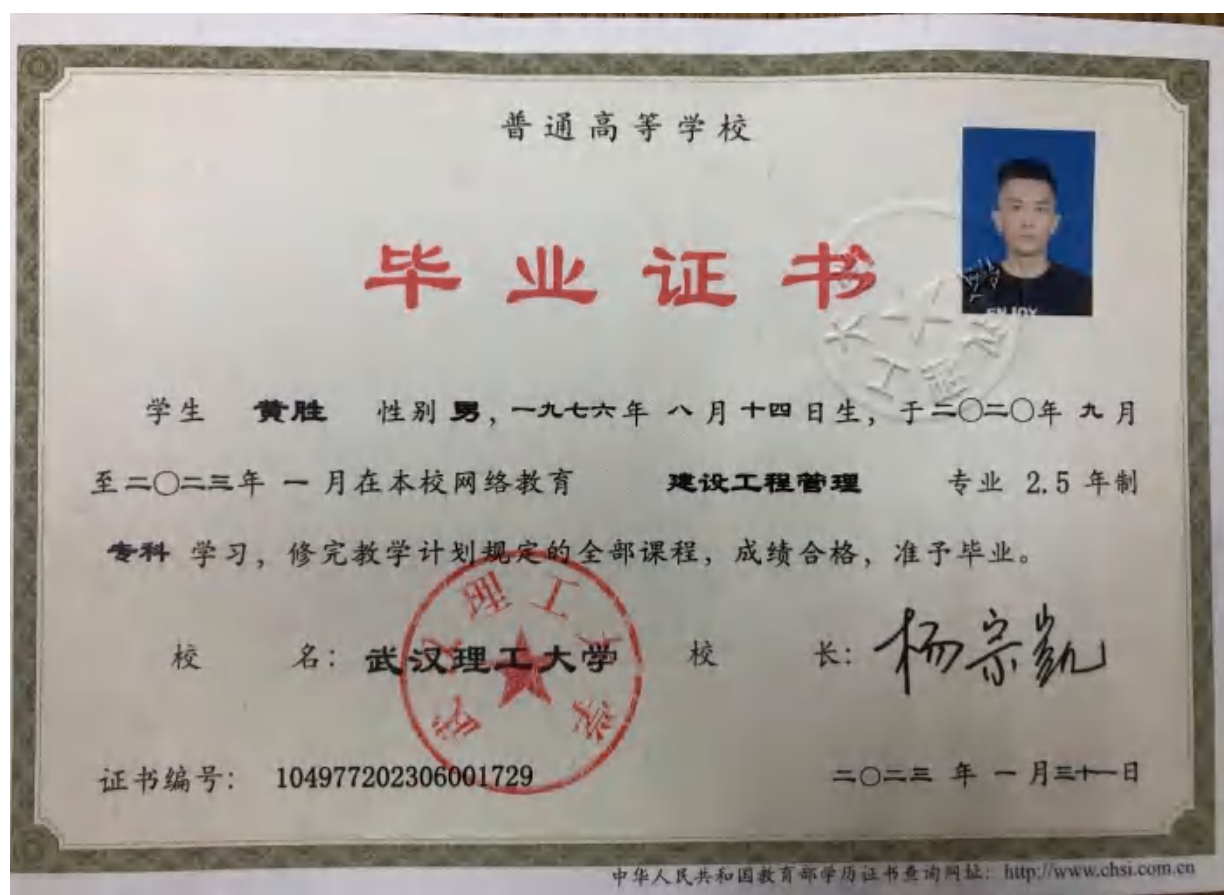 普通高等学校
毕业证书
学生 黄胜 性别 男，一九七六年 八月 十四日生，于二〇二〇年 九月
至二〇二三年 一月在本校网络教育 建设工程管理 专业 2.5 年制
专科 学习，修完教学计划规定的全部课程，成绩合格，准予毕业。
校 名：武汉理工大学 校 长：杨宗凯
武汉理工大学
证书编号： 104977202306001729 二〇二三 年 一 月三十一日
中华人民共和国教育部学历证书查询网址：http://www.chsi.com.cn
ENJOY